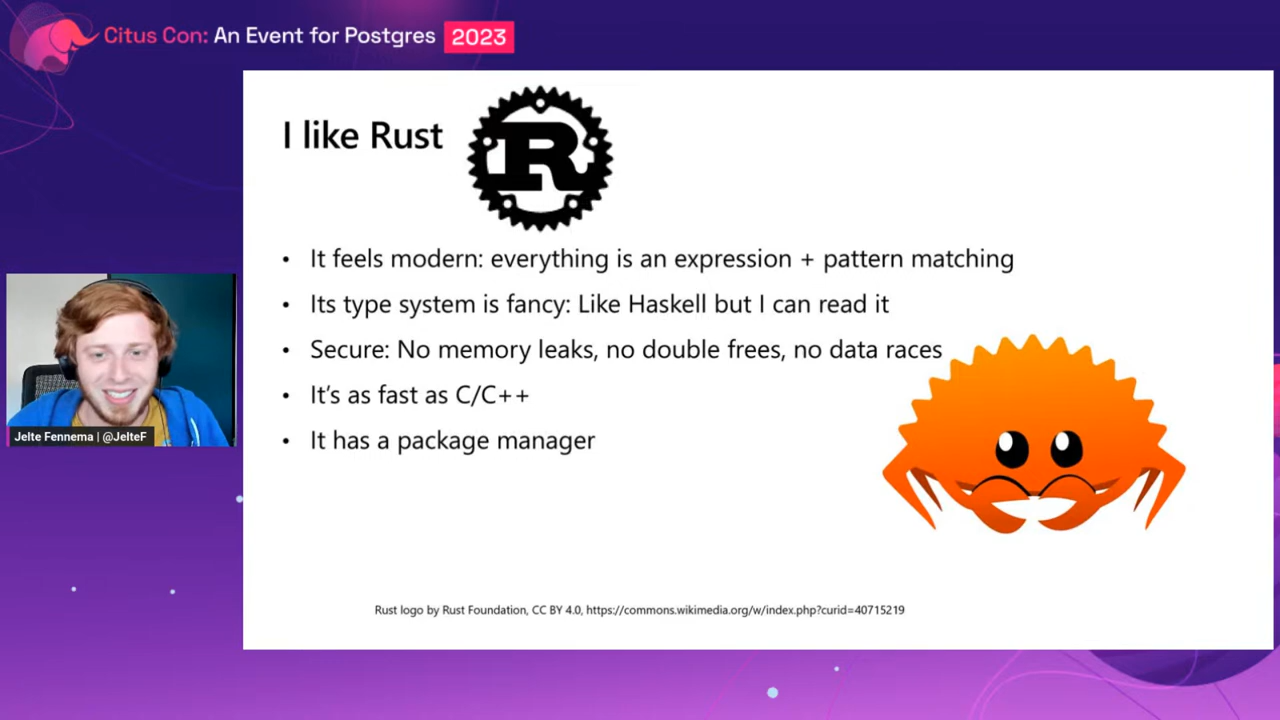 Citus Con: An Event for Postgres 2023
I like Rust
R
• It feels modern: everything is an expression + pattern matching
• Its type system is fancy: Like Haskell but I can read it
• Secure: No memory leaks, no double frees, no data races
• It’s as fast as C/C++
• It has a package manager
Jelte Fennema | @JelteF
Rust logo by Rust Foundation, CC BY 4.0, https://commons.wikimedia.org/w/index.php?curid=40715219